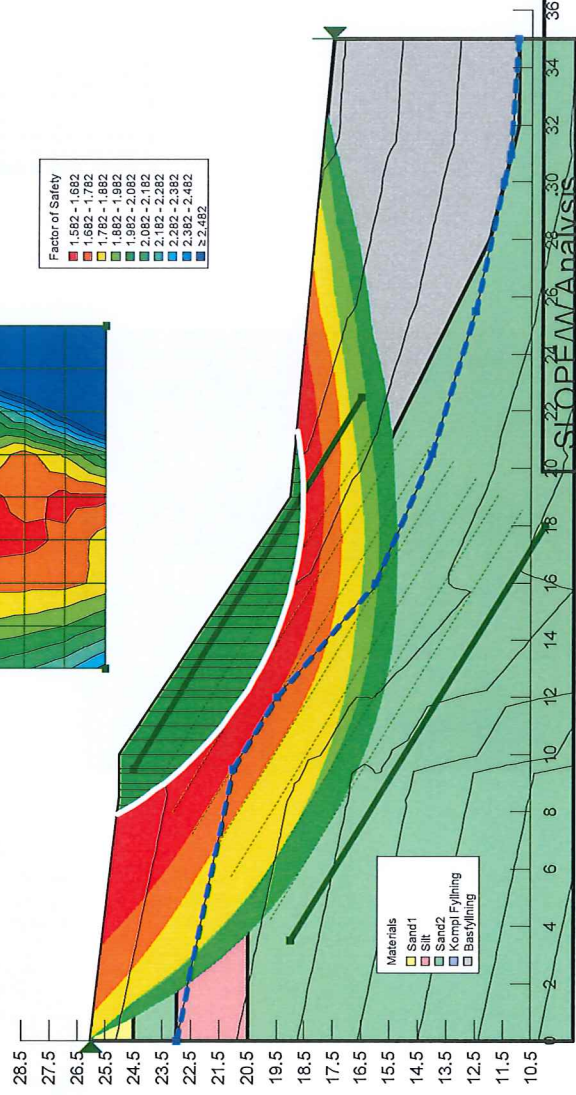 Factor of Safety
1.582 - 1.682
1.682 - 1.782
1.782 - 1.882
1.882 - 1.982
1.982 - 2.082
2.082 - 2.182
2.182 - 2.282
2.282 - 2.382
2.382 - 2.482
≥ 2.482
28.5
27.5
26.5
25.5
24.5
23.5
22.5
21.5
20.5
19.5
18.5
17.5
16.5
15.5
14.5
13.5
12.5
11.5
10.5
Materials
Sand1
Silt
Sand2
Kompl Fyllning
Basfyllning
0 2 4 6 8 10 12 14 16 18 20 22 24 26 28 30 32 34 36
SLOPE/W Analysis